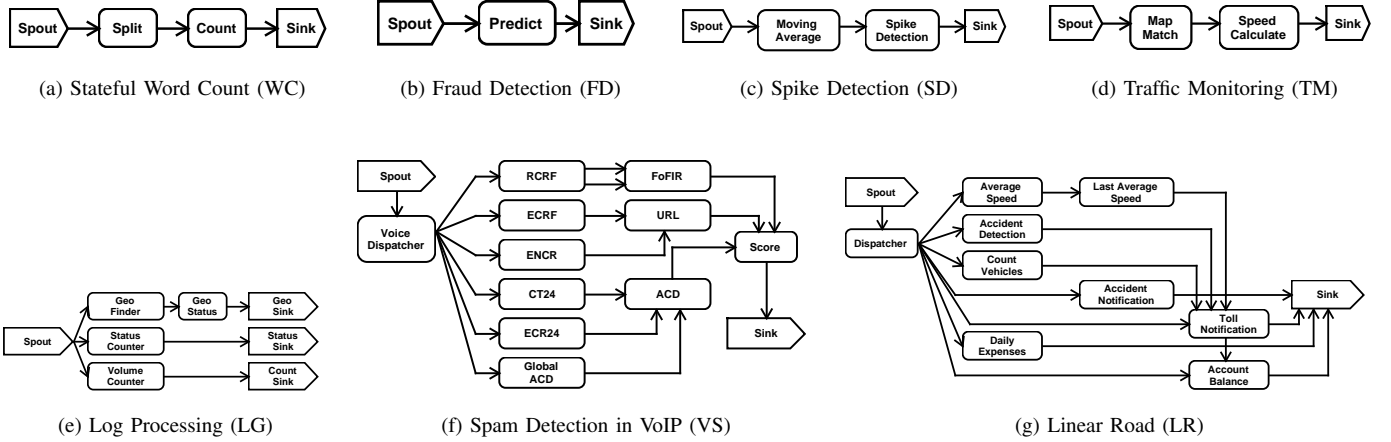 Spout
Split
Count
Sink
(a) Stateful Word Count (WC)
Spout
Predict
Sink
(b) Fraud Detection (FD)
Spout
Moving
Average
Spike
Detection
Sink
(c) Spike Detection (SD)
Spout
Map
Match
Speed
Calculate
Sink
(d) Traffic Monitoring (TM)
Spout
Geo
Finder
Geo
Status
Geo
Sink
Status
Counter
Status
Sink
Volume
Counter
Count
Sink
(e) Log Processing (LG)
Spout
Voice
Dispatcher
RCRF
FoFIR
ECRF
URL
ENCR
Score
CT24
ACD
ECR24
Global
ACD
Sink
(f) Spam Detection in VoIP (VS)
Spout
Dispatcher
Average
Speed
Last Average
Speed
Accident
Detection
Count
Vehicles
Accident
Notification
Sink
Toll
Notification
Daily
Expenses
Account
Balance
(g) Linear Road (LR)